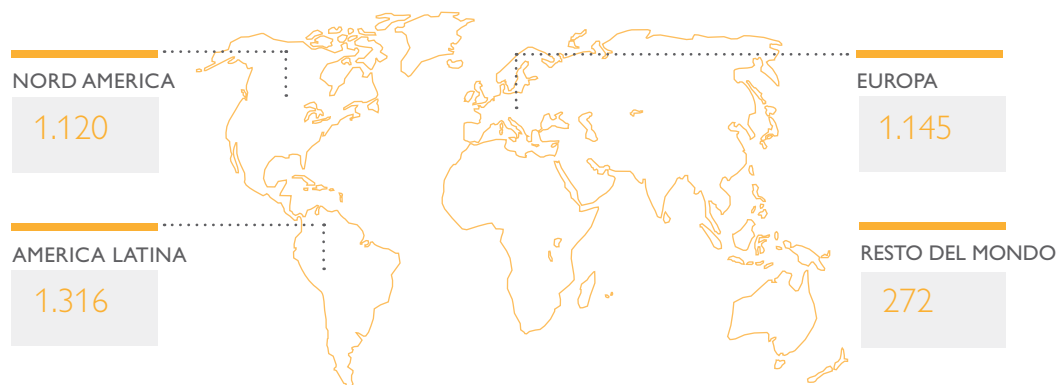 NORD AMERICA
1.120
EUROPA
1.145
AMERICA LATINA
1.316
RESTO DEL MONDO
272